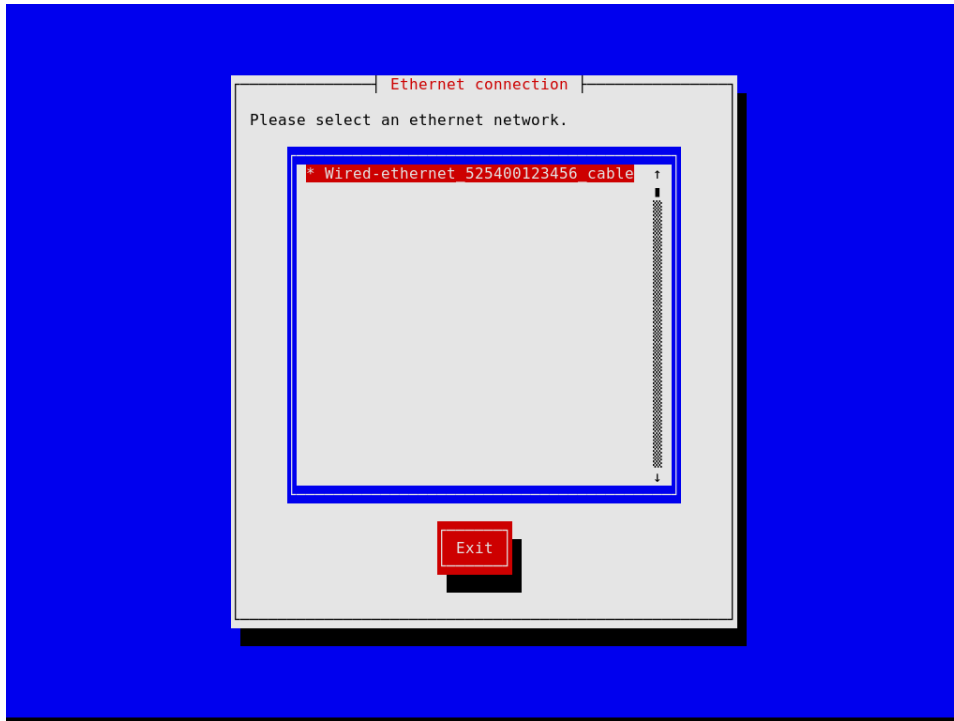 Ethernet connection
Please select an ethernet network.
* Wired-ethernet_525400123456_cable
Exit